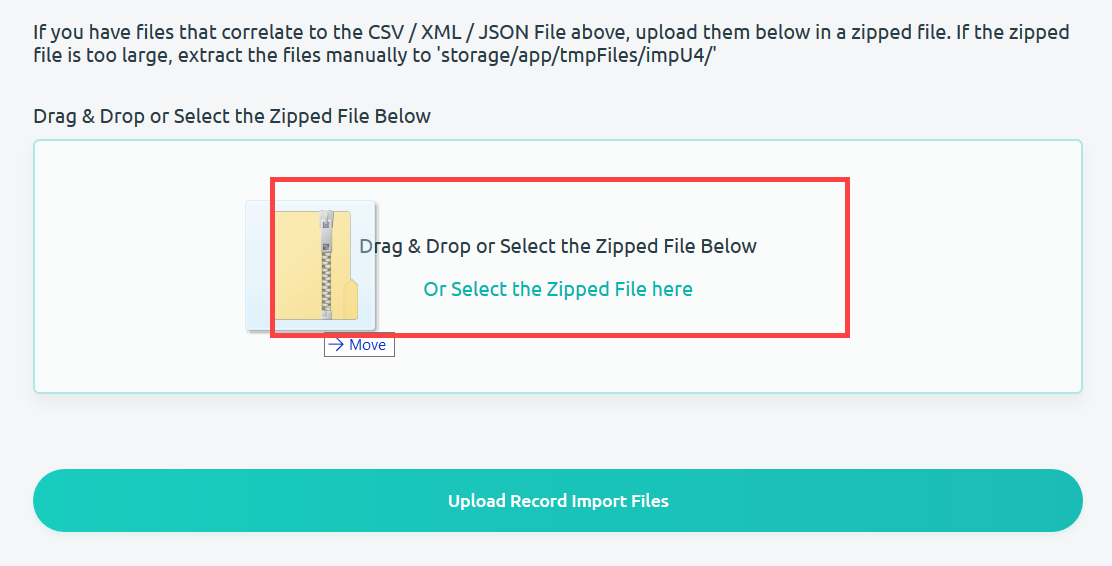 If you have files that correlate to the CSV / XML / JSON File above, upload them below in a zipped file. If the zipped
file is too large, extract the files manually to 'storage/app/tmpFiles/impU4/'
Drag & Drop or Select the Zipped File Below
Drag & Drop or Select the Zipped File Below
Or Select the Zipped File here
Move
Upload Record Import Files